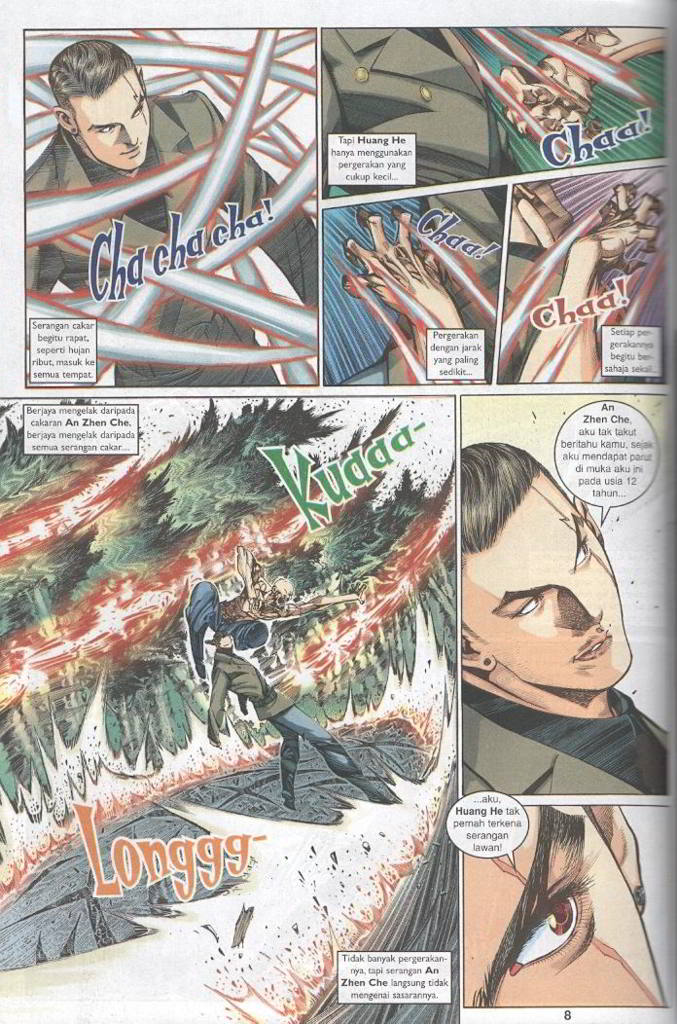 Cha cha cha!
Serangan cakar
begitu rapat,
seperti hujan
ribut, masuk ke
semua tempat.
Tapi Huang He
hanya menggunakan
pergerakan yang
cukup kecil...
Chaa!
Chaa!
Pergerakan
dengan jarak
yang paling
sedikit...
Chaa!
Setiap per-
gerakannya
begitu ber-
sahaja sekali...
Berjaya mengelak daripada
cakaran An Zhen Che,
berjaya mengelak daripada
semua serangan cakar...
Kuaaa-
Longgg-
Tidak banyak pergerakan-
nya, tapi serangan An
Zhen Che langsung tidak
mengenai sasarannya.
An
Zhen Che,
aku tak takut
beritahu kamu, sejak
aku mendapat parut
di muka aku ini
pada usia 12
tahun...
...aku,
Huang He tak
pernah terkena
serangan
lawan!
8